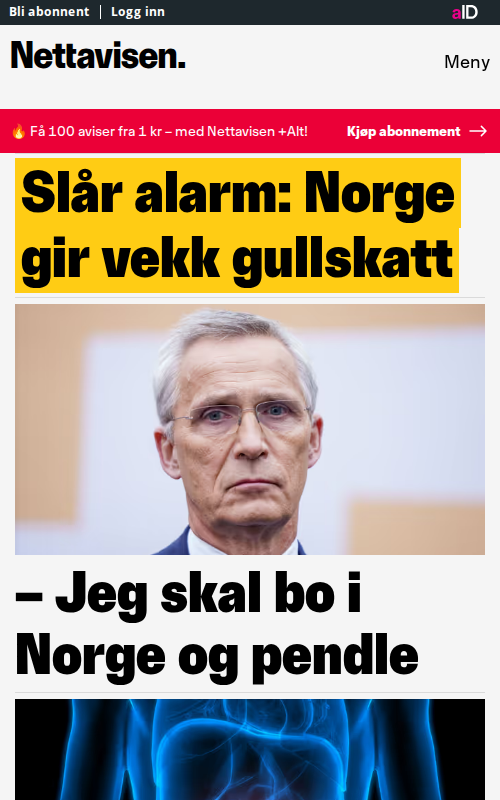 Bli abonnent | Logg inn
aID
Nettavisen.
Meny
🔥 Få 100 aviser fra 1 kr – med Nettavisen +Alt!
Kjøp abonnement →
Slår alarm: Norge
gir vekk gullskatt
– Jeg skal bo i
Norge og pendle